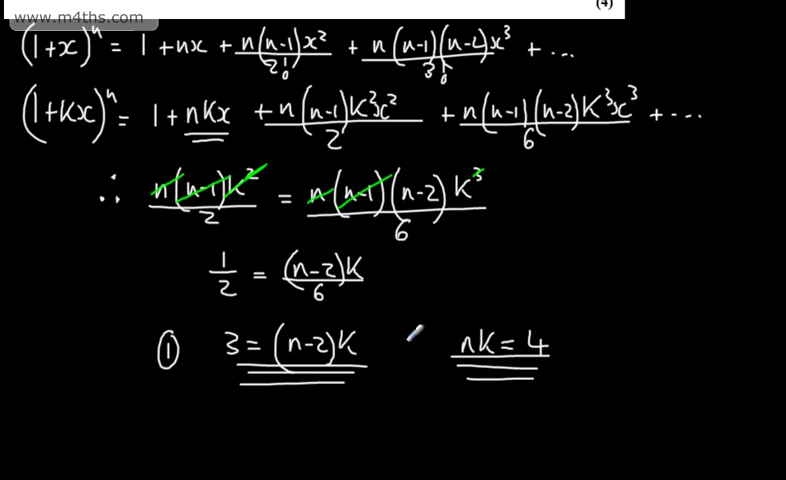 (4)
www.m4ths.com
(1+x)^n = 1 + nx + n(n-1)x²/2! + n(n-1)(n-2)x³/3! + ...
(1+Kx)^n = 1 + nKx + n(n-1)K²x²/2 + n(n-1)(n-2)K³x³/6 + ...
∴ n(n-1)K²/2 = n(n-1)(n-2)K³/6
1/2 = (n-2)K/6
① 3 = (n-2)K nK = 4